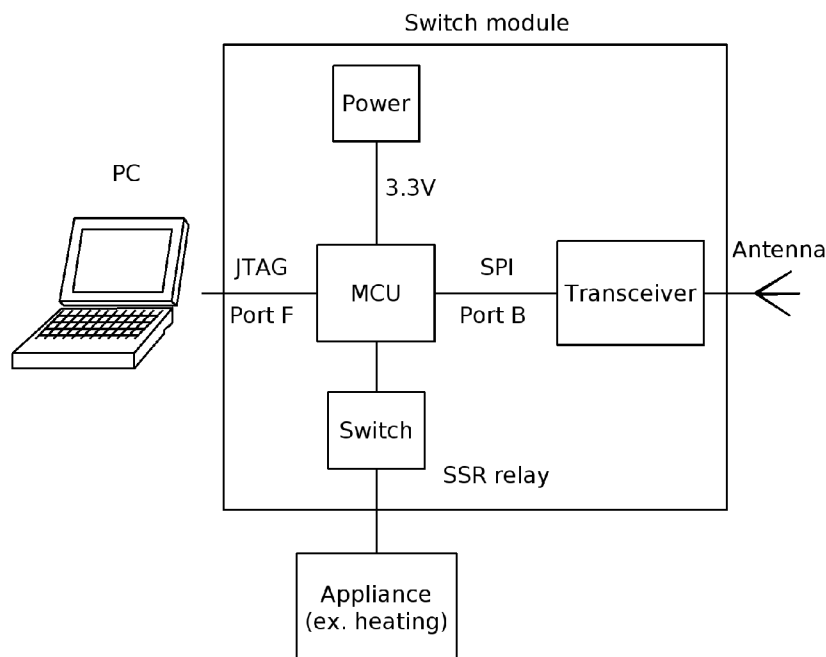 Switch module
Power
PC
3.3V
JTAG
MCU
SPI
Transceiver
Antenna
Port F
Port B
Switch
SSR relay
Appliance
(ex. heating)